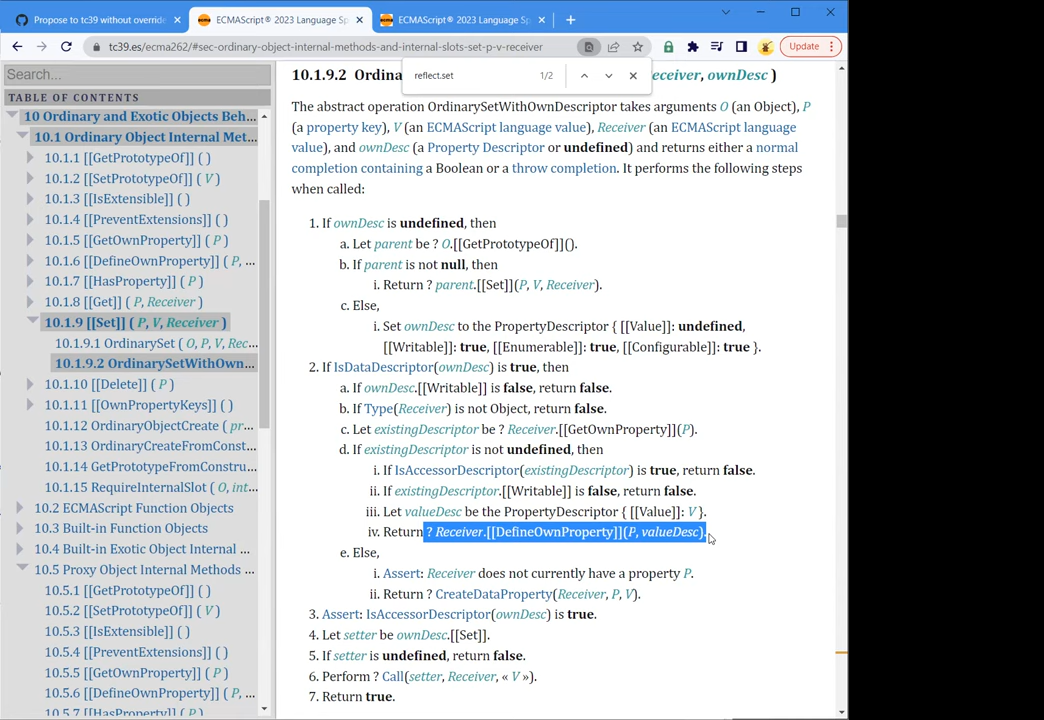 Propose to tc39 without override
ECMAScript® 2023 Language Sp
ECMAScript® 2023 Language Sp
tc39.es/ecma262/#sec-ordinary-object-internal-methods-and-internal-slots-set-p-v-receiver
Update
reflect.set
1/2
Search...
TABLE OF CONTENTS
10 Ordinary and Exotic Objects Beh...
10.1 Ordinary Object Internal Met...
10.1.1 [[GetPrototypeOf]] ( )
10.1.2 [[SetPrototypeOf]] ( V )
10.1.3 [[IsExtensible]] ( )
10.1.4 [[PreventExtensions]] ( )
10.1.5 [[GetOwnProperty]] ( P )
10.1.6 [[DefineOwnProperty]] ( P, ...
10.1.7 [[HasProperty]] ( P )
10.1.8 [[Get]] ( P, Receiver )
10.1.9 [[Set]] ( P, V, Receiver )
10.1.9.1 OrdinarySet ( O, P, V, Rec...
10.1.9.2 OrdinarySetWithOwn...
10.1.10 [[Delete]] ( P )
10.1.11 [[OwnPropertyKeys]] ( )
10.1.12 OrdinaryObjectCreate ( pr...
10.1.13 OrdinaryCreateFromConst...
10.1.14 GetPrototypeFromConstru...
10.1.15 RequireInternalSlot ( O, int...
10.2 ECMAScript Function Objects
10.3 Built-in Function Objects
10.4 Built-in Exotic Object Internal ...
10.5 Proxy Object Internal Methods ...
10.5.1 [[GetPrototypeOf]] ( )
10.5.2 [[SetPrototypeOf]] ( V )
10.5.3 [[IsExtensible]] ( )
10.5.4 [[PreventExtensions]] ( )
10.5.5 [[GetOwnProperty]] ( P )
10.5.6 [[DefineOwnProperty]] ( P, ...
10.5.7 [[HasProperty]] ( P )
10.1.9.2 Ordina eceiver, ownDesc )
The abstract operation OrdinarySetWithOwnDescriptor takes arguments O (an Object), P
(a property key), V (an ECMAScript language value), Receiver (an ECMAScript language
value), and ownDesc (a Property Descriptor or undefined) and returns either a normal
completion containing a Boolean or a throw completion. It performs the following steps
when called:
1. If ownDesc is undefined, then
a. Let parent be ? O.[[GetPrototypeOf]]().
b. If parent is not null, then
i. Return ? parent.[[Set]](P, V, Receiver).
c. Else,
i. Set ownDesc to the PropertyDescriptor { [[Value]]: undefined,
[[Writable]]: true, [[Enumerable]]: true, [[Configurable]]: true }.
2. If IsDataDescriptor(ownDesc) is true, then
a. If ownDesc.[[Writable]] is false, return false.
b. If Type(Receiver) is not Object, return false.
c. Let existingDescriptor be ? Receiver.[[GetOwnProperty]](P).
d. If existingDescriptor is not undefined, then
i. If IsAccessorDescriptor(existingDescriptor) is true, return false.
ii. If existingDescriptor.[[Writable]] is false, return false.
iii. Let valueDesc be the PropertyDescriptor { [[Value]]: V }.
iv. Return ? Receiver.[[DefineOwnProperty]](P, valueDesc).
e. Else,
i. Assert: Receiver does not currently have a property P.
ii. Return ? CreateDataProperty(Receiver, P, V).
3. Assert: IsAccessorDescriptor(ownDesc) is true.
4. Let setter be ownDesc.[[Set]].
5. If setter is undefined, return false.
6. Perform ? Call(setter, Receiver, « V »).
7. Return true.